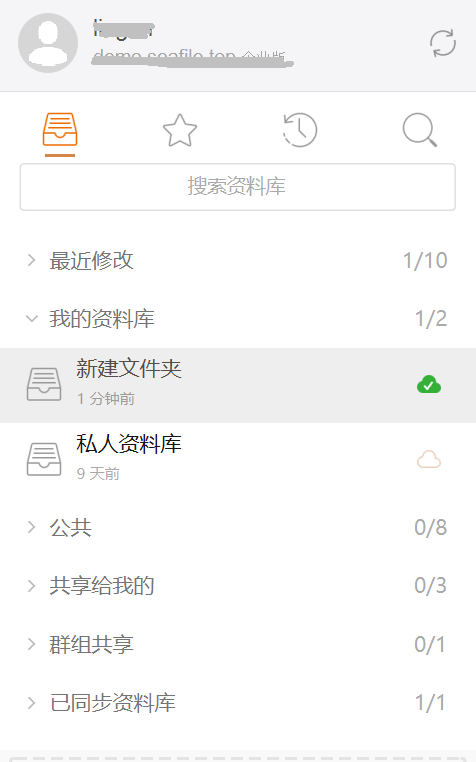 企业版
搜索资料库
最近修改
1/10
我的资料库
1/2
新建文件夹
1 分钟前
私人资料库
9 天前
公共
0/8
共享给我的
0/3
群组共享
0/1
已同步资料库
1/1